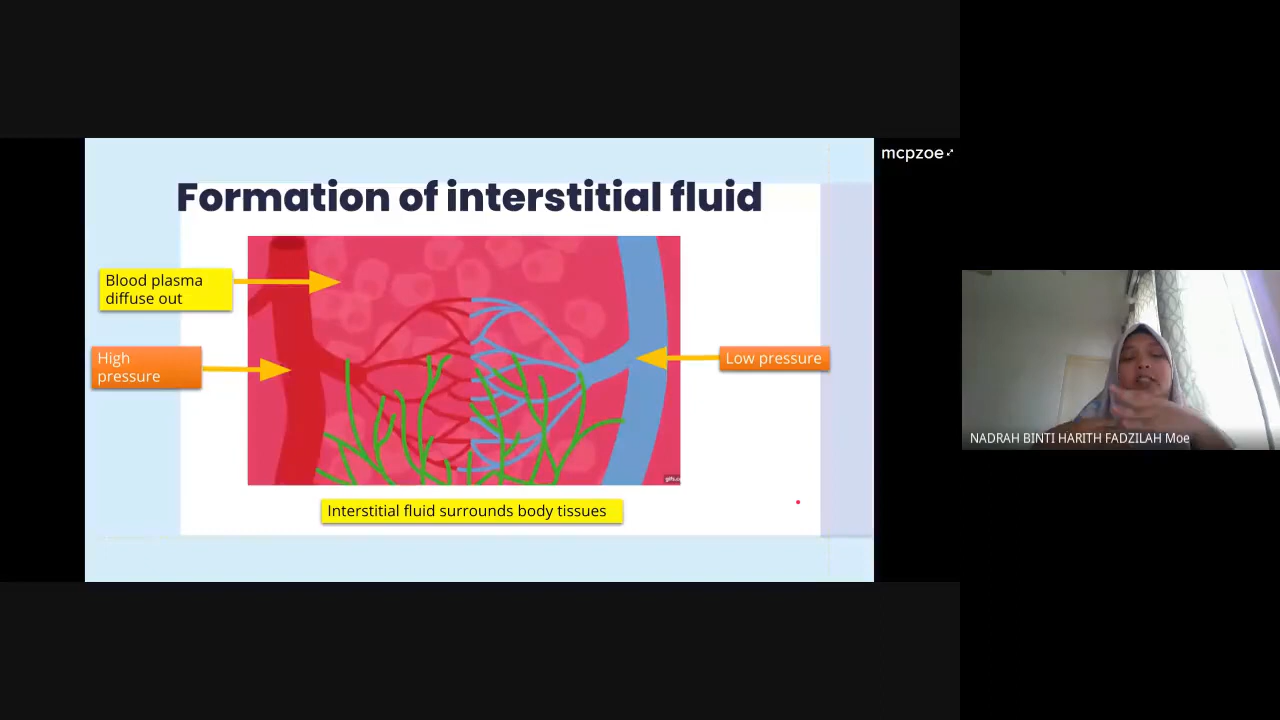 mcpzoe
Formation of interstitial fluid
Blood plasma
diffuse out
High
pressure
Low pressure
Interstitial fluid surrounds body tissues
NADRAH BINTI HARITH FADZILAH Moe